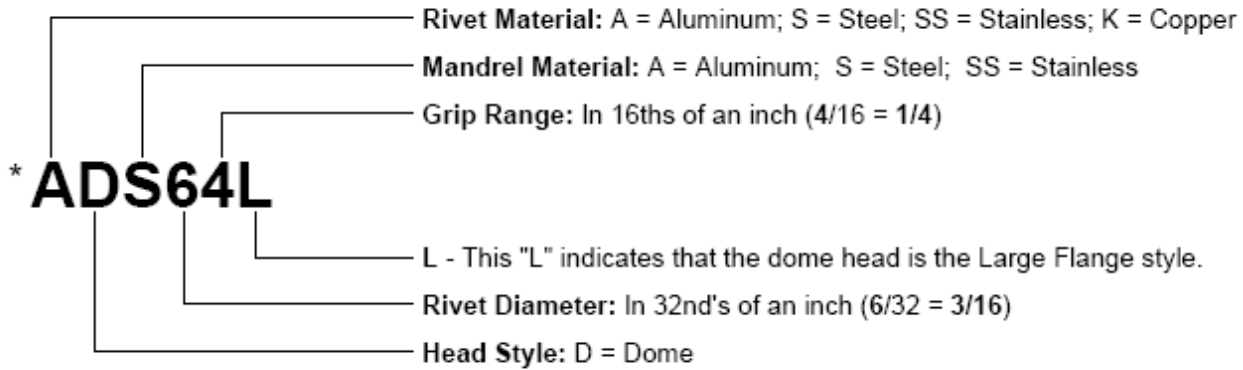 Rivet Material: A = Aluminum; S = Steel; SS = Stainless; K = Copper
Mandrel Material: A = Aluminum; S = Steel; SS = Stainless
Grip Range: In 16ths of an inch (4/16 = 1/4)
*ADS64L
L - This "L" indicates that the dome head is the Large Flange style.
Rivet Diameter: In 32nd's of an inch (6/32 = 3/16)
Head Style: D = Dome